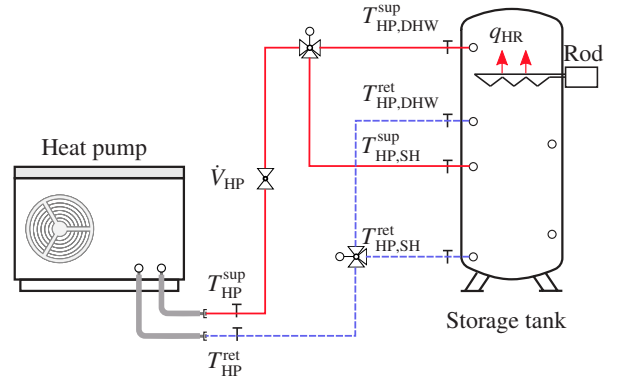 T^sup_HP,DHW
q_HR
Rod
T^ret_HP,DHW
Heat pump
T^sup_HP,SH
V̇_HP
T^ret_HP,SH
T^sup_HP
Storage tank
T^ret_HP